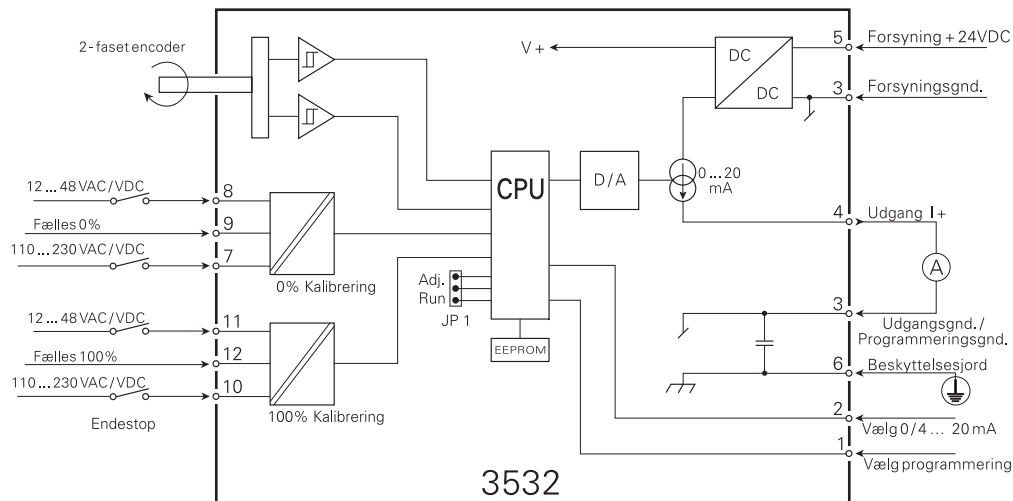 2-faset encoder
V+
DC
DC
5
Forsyning + 24VDC
3
Forsyningsgnd.
12...48 VAC/VDC
8
Fælles 0%
9
110...230 VAC/VDC
7
0% Kalibrering
CPU
D/A
0...20
mA
4
Udgang I+
A
Adj.
Run
JP 1
EEPROM
3
Udgangsgnd./
Programmeringsgnd.
12...48 VAC/VDC
11
Fælles 100%
12
110...230 VAC/VDC
10
100% Kalibrering
Endestop
6
Beskyttelsesjord
2
Vælg 0/4 ... 20 mA
1
Vælg programmering
3532